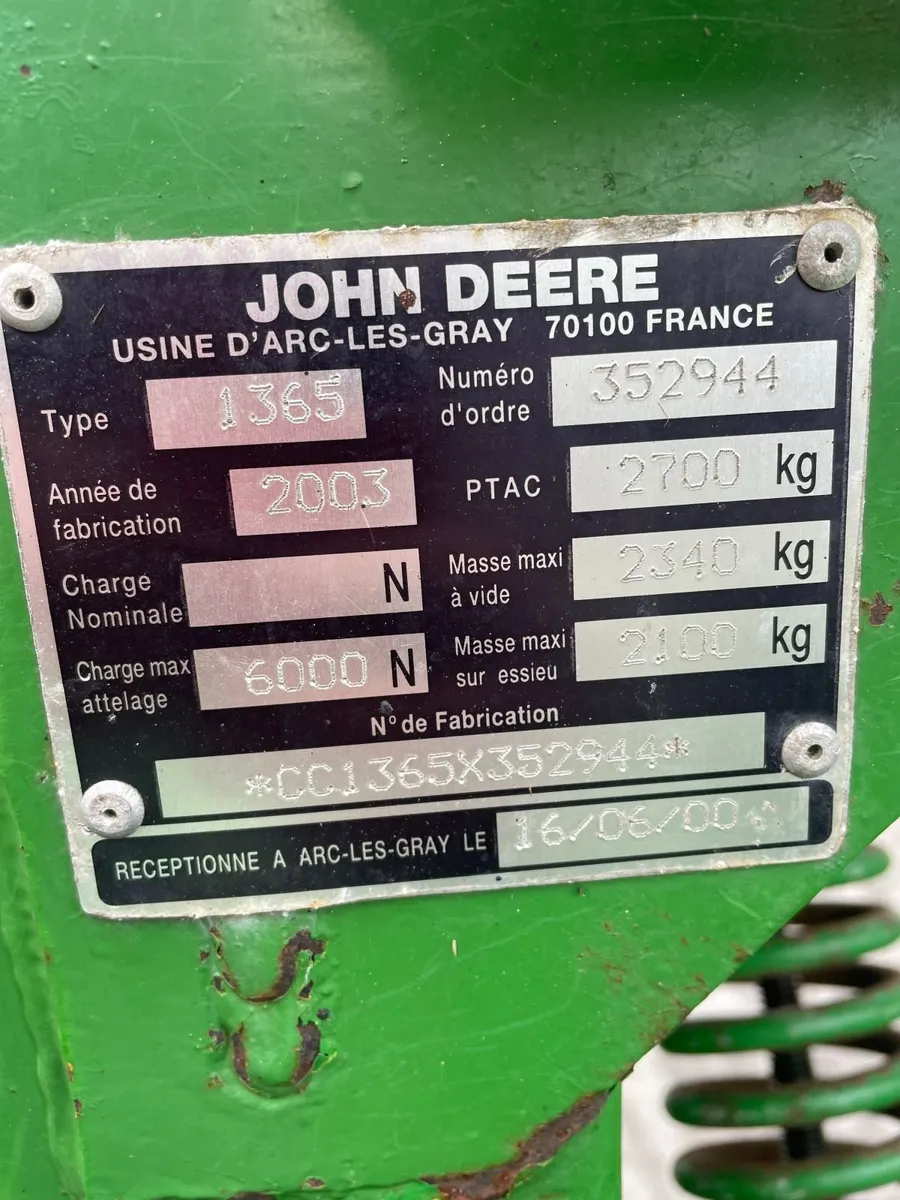 JOHN DEERE
USINE D'ARC-LES-GRAY 70100 FRANCE
Type 1365
Numéro d'ordre 352944
Année de fabrication 2003
PTAC 2700 kg
Charge Nominale N
Masse maxi à vide 2340 kg
Charge max attelage 6000 N
Masse maxi sur essieu 2100 kg
N° de Fabrication
*CC1365X352944*
RECEPTIONNE A ARC-LES-GRAY LE 16/06/00